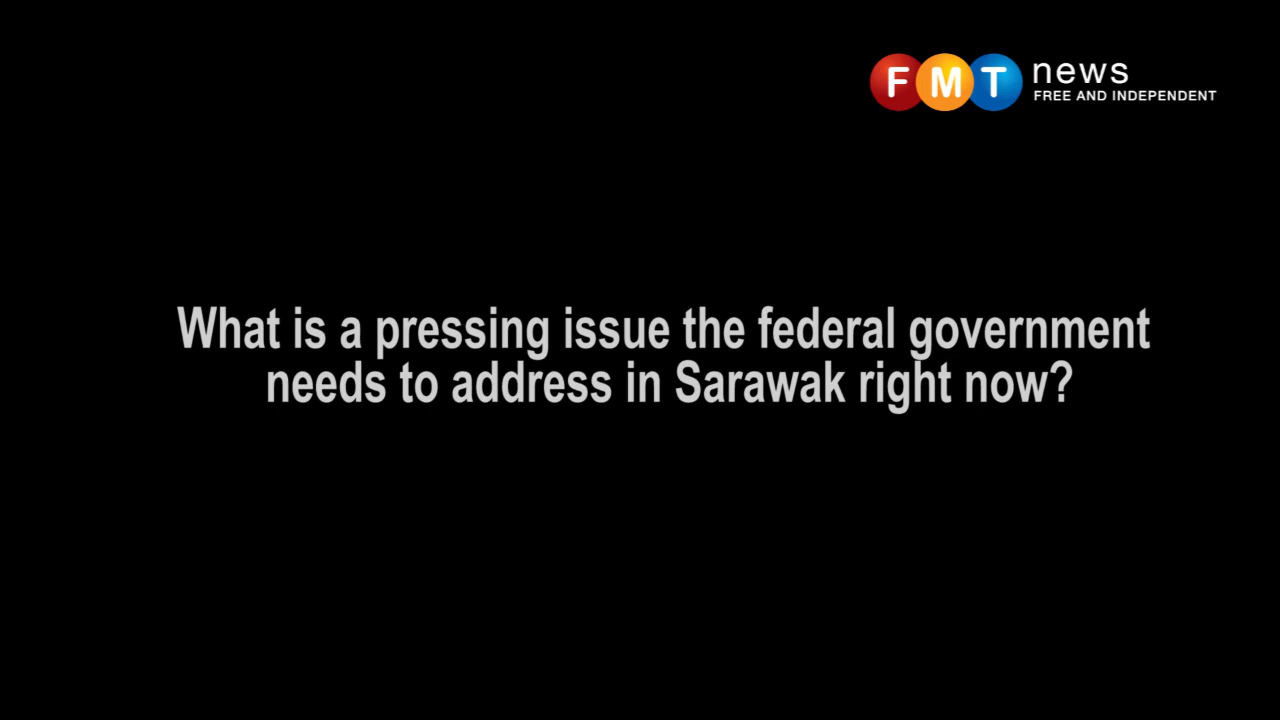 FMT news
FREE AND INDEPENDENT
What is a pressing issue the federal government
needs to address in Sarawak right now?